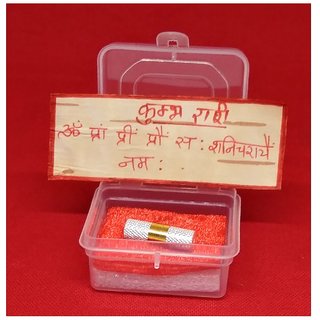 कुम्भ राशी
ॐ प्रां प्रीं प्रौं स : शनिचरायैं
नम :